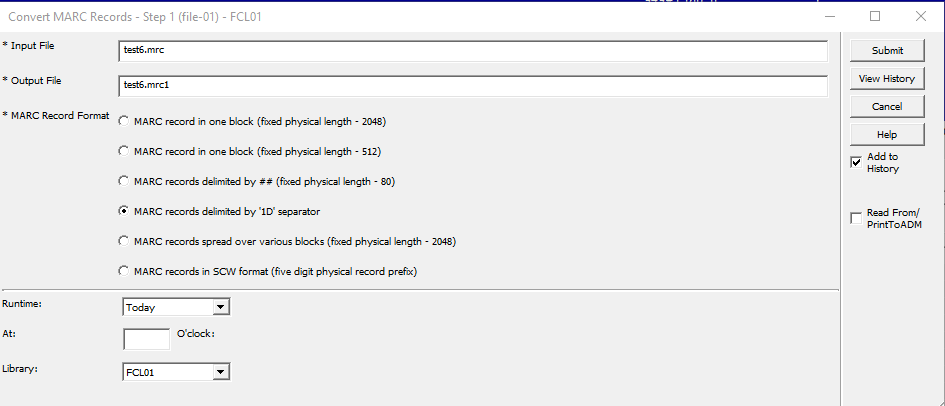 Convert MARC Records - Step 1 (file-01) - FCL01
* Input File
test6.mrc
Submit
* Output File
test6.mrc1
View History
* MARC Record Format
MARC record in one block (fixed physical length - 2048)
Cancel
MARC record in one block (fixed physical length - 512)
Help
MARC records delimited by ## (fixed physical length - 80)
Add to
History
MARC records delimited by '1D' separator
Read From/
PrintToADM
MARC records spread over various blocks (fixed physical length - 2048)
MARC records in SCW format (five digit physical record prefix)
Runtime:
Today
At:
O'clock:
Library:
FCL01